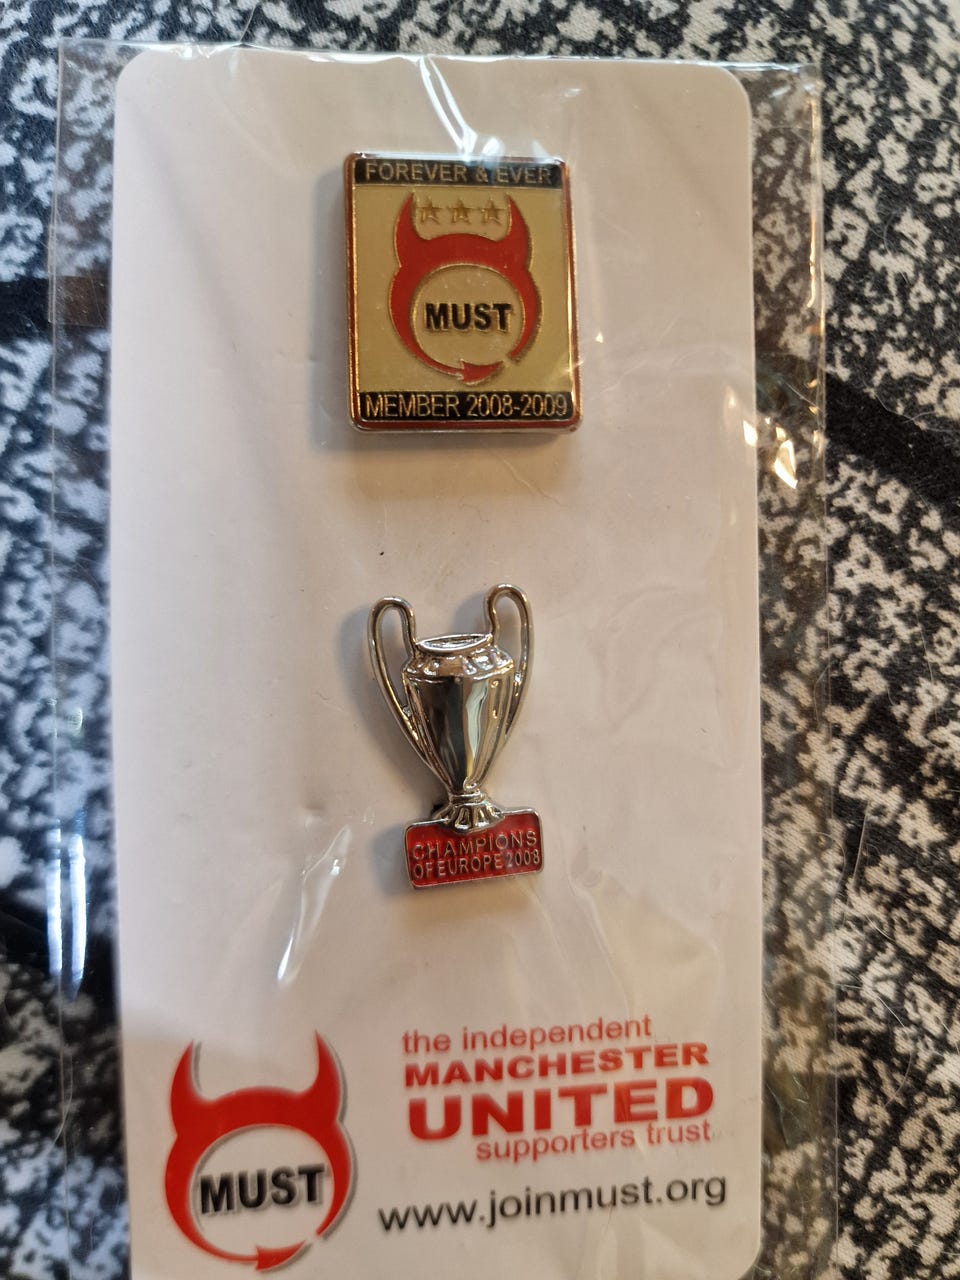 FOREVER & EVER
MUST
MEMBER 2008-2009
CHAMPIONS
OF EUROPE 2008
the independent
MANCHESTER
UNITED
supporters trust
MUST
www.joinmust.org